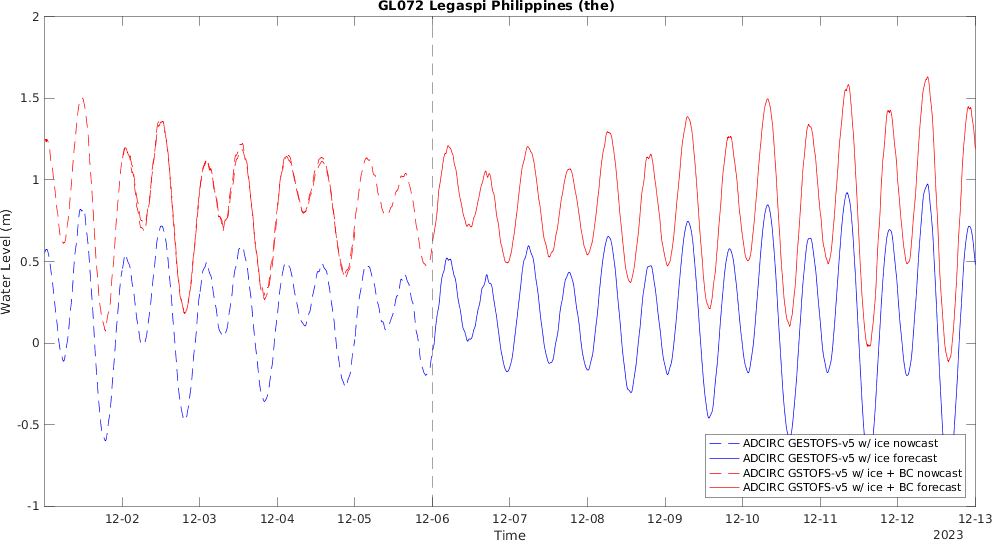 GL072 Legaspi Philippines (the)
2
1.5
1
0.5
0
-0.5
-1
Water Level (m)
12-02 12-03 12-04 12-05 12-06 12-07 12-08 12-09 12-10 12-11 12-12 12-13
Time
2023
ADCIRC GESTOFS-v5 w/ ice nowcast
ADCIRC GESTOFS-v5 w/ ice forecast
ADCIRC GSTOFS-v5 w/ ice + BC nowcast
ADCIRC GSTOFS-v5 w/ ice + BC forecast